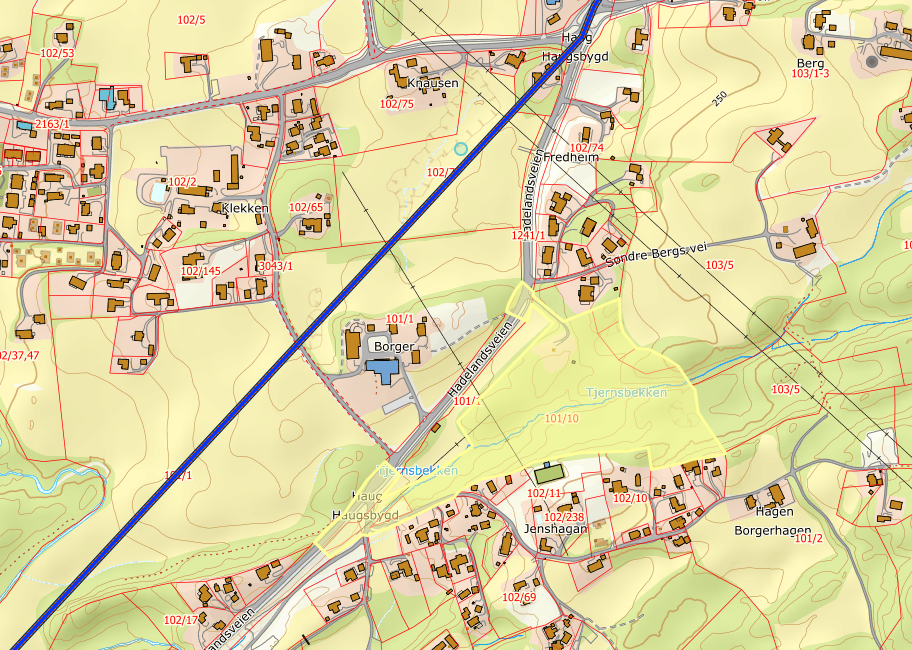 102/5
Haug
Haugsbygd
102/53
Berg
103/1-3
Knausen
102/75
250
2163/1
102/74
Fredheim
102/2
Hadelandsveien
102/65
Klekken
1241/1
Søndre Bergs vei
103/5
102/145
3043/1
101/1
Borger
02/37,47
Hadelandsveien
Tjernsbekken
103/5
101/10
Tjernsbekken
Haug
Haugsbygd
102/11
102/10
102/238
Jenshagan
Hagen
Borgerhagen
101/2
102/69
102/17